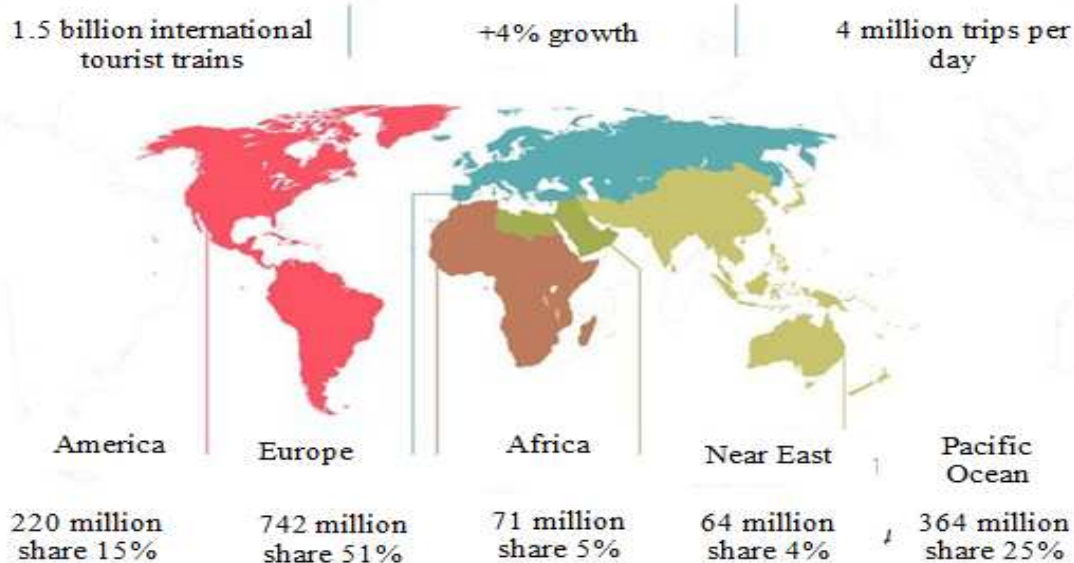 1.5 billion international
tourist trains
+4% growth
4 million trips per
day
America
Europe
Africa
Near East
Pacific
Ocean
220 million
share 15%
742 million
share 51%
71 million
share 5%
64 million
share 4%
364 million
share 25%